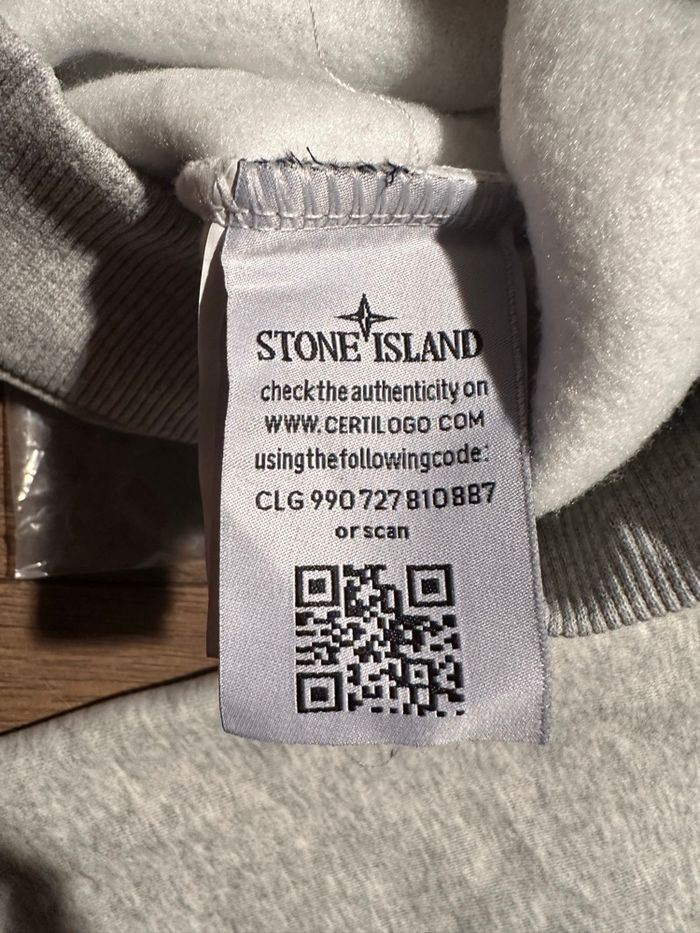 STONE ISLAND
check the authenticity on
WWW.CERTILOGO COM
using the following code:
CLG 990 727 810 887
or scan